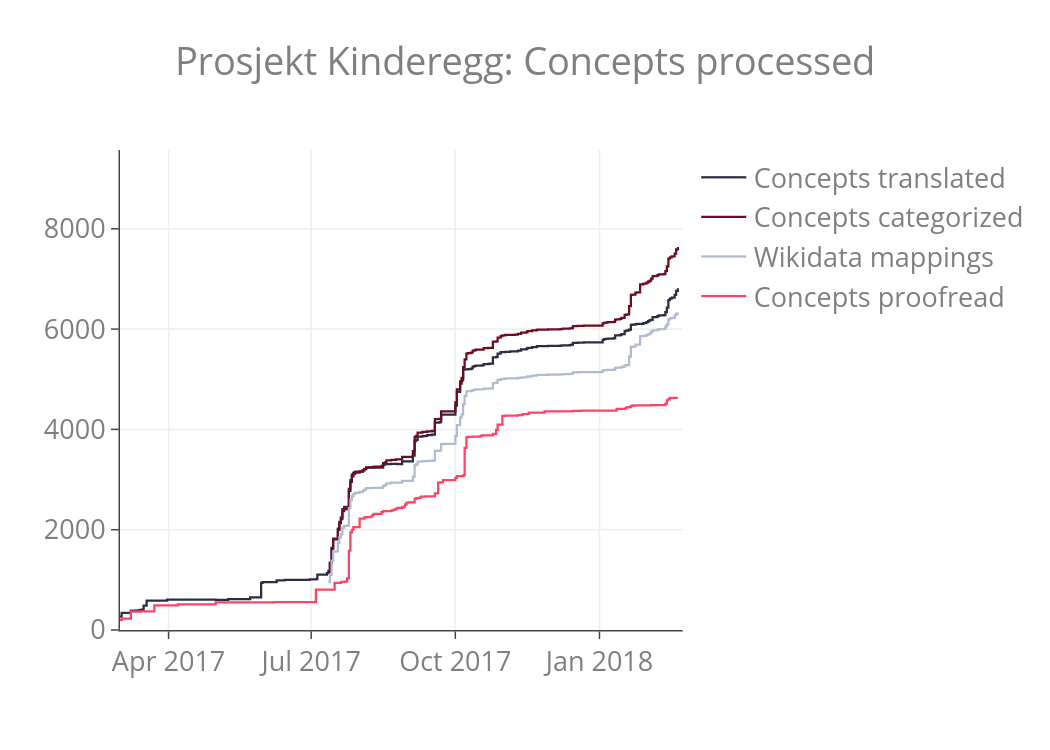 Prosjekt Kinderegg: Concepts processed
Concepts translated
Concepts categorized
Wikidata mappings
Concepts proofread
8000
6000
4000
2000
0
Apr 2017
Jul 2017
Oct 2017
Jan 2018